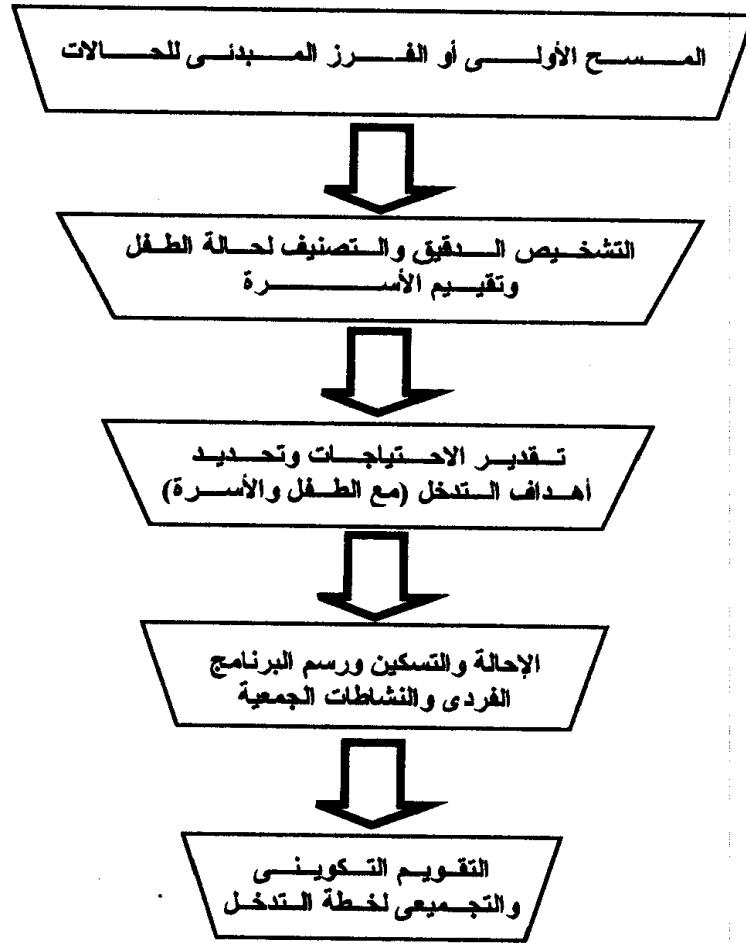 المسح الأولى أو الفرز المبدئى للحالات
التشخيص الدقيق والتصنيف لحالة الطفل
وتقييم الأسرة
تقدير الاحتياجات وتحديد
أهداف التدخل (مع الطفل والأسرة)
الإحالة والتسكين ورسم البرنامج
الفردى والنشاطات الجمعية
التقويم التكوينى
والتجميعى لخطة التدخل